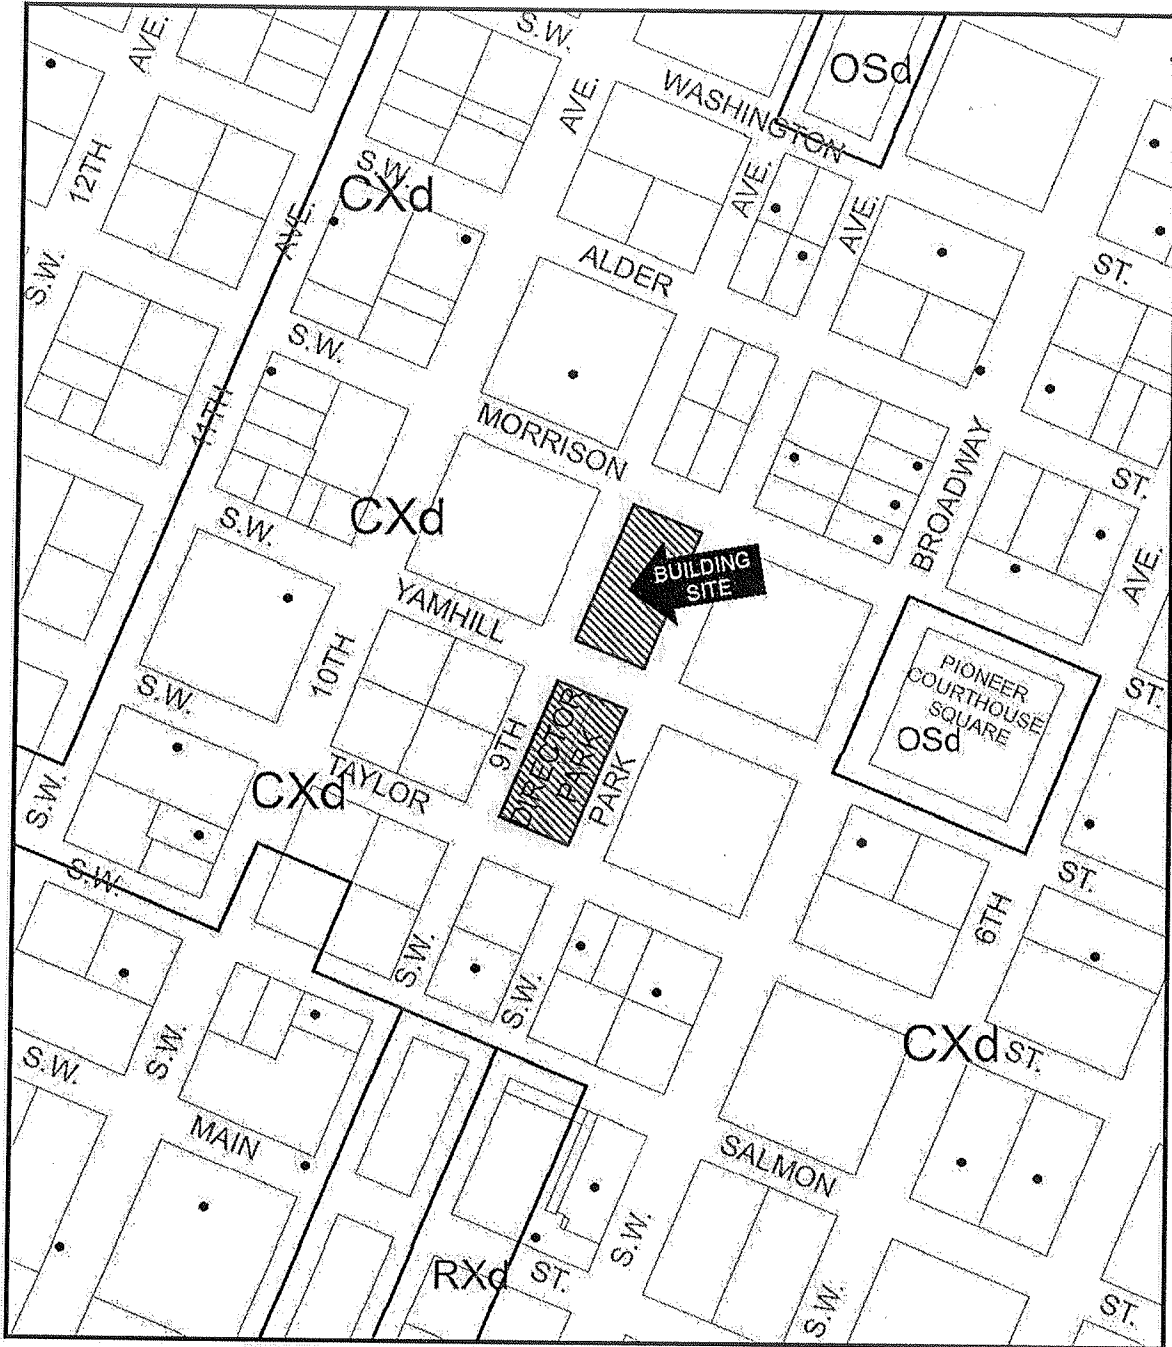 AVE.
S.W.
OSd
WASHINGTON
AVE.
12TH
S.W.
CXd
AVE.
AVE.
AVE.
S.W.
ALDER
ST.
S.W.
11TH
MORRISON
BROADWAY
ST.
CXd
S.W.
BUILDING
SITE
AVE.
YAMHILL
10TH
PIONEER
COURTHOUSE
SQUARE
OSd
ST.
S.W.
9TH
DIRECTOR
PARK
PARK
CXd
TAYLOR
S.W.
S.W.
ST.
6TH
S.W.
S.W.
S.W.
S.W.
CXd
ST.
MAIN
SALMON
S.W.
RXd
ST.
S.W.
ST.